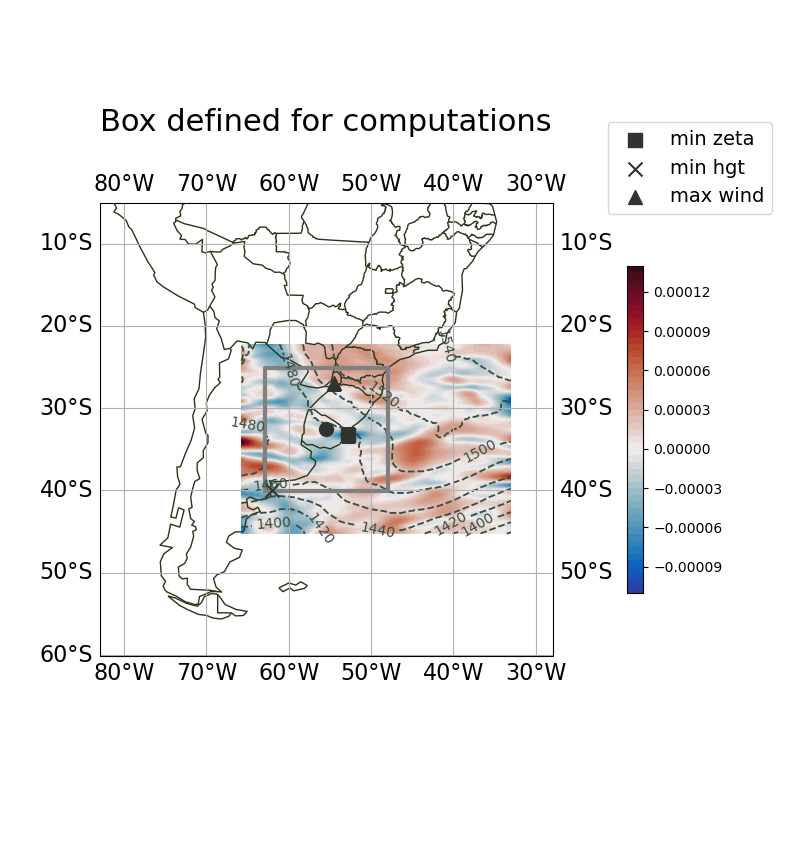 Box defined for computations
min zeta
min hgt
max wind
80°W 70°W 60°W 50°W 40°W 30°W
10°S 10°S
20°S 20°S
30°S 30°S
40°S 40°S
50°S 50°S
60°S
80°W 70°W 60°W 50°W 40°W 30°W
0.00012
0.00009
0.00006
0.00003
0.00000
−0.00003
−0.00006
−0.00009
1540
1480
1520
1480
1500
1460
1400
1420
1440
1420
1400